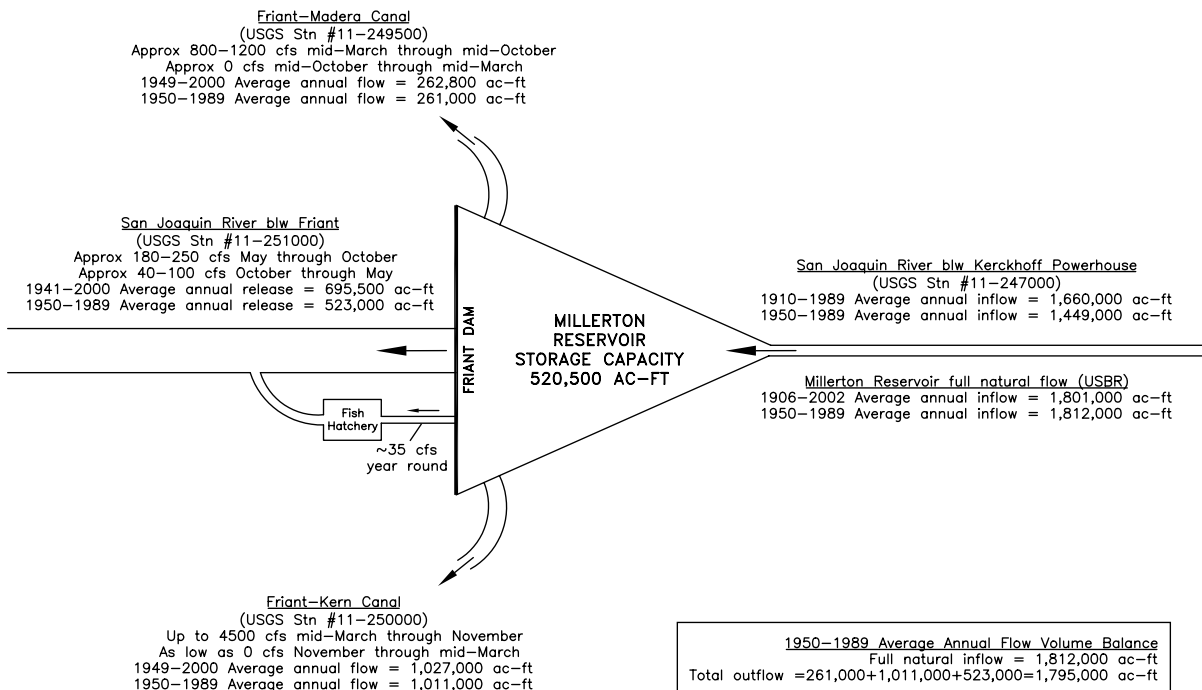 Friant-Madera Canal
(USGS Stn #11-249500)
Approx 800-1200 cfs mid-March through mid-October
Approx 0 cfs mid-October through mid-March
1949-2000 Average annual flow = 262,800 ac-ft
1950-1989 Average annual flow = 261,000 ac-ft
San Joaquin River blw Friant
(USGS Stn #11-251000)
Approx 180-250 cfs May through October
Approx 40-100 cfs October through May
1941-2000 Average annual release = 695,500 ac-ft
1950-1989 Average annual release = 523,000 ac-ft
FRIANT DAM
MILLERTON
RESERVOIR
STORAGE CAPACITY
520,500 AC-FT
San Joaquin River blw Kerckhoff Powerhouse
(USGS Stn #11-247000)
1910-1989 Average annual inflow = 1,660,000 ac-ft
1950-1989 Average annual inflow = 1,449,000 ac-ft
Millerton Reservoir full natural flow (USBR)
1906-2002 Average annual inflow = 1,801,000 ac-ft
1950-1989 Average annual inflow = 1,812,000 ac-ft
Fish
Hatchery
~35 cfs
year round
Friant-Kern Canal
(USGS Stn #11-250000)
Up to 4500 cfs mid-March through November
As low as 0 cfs November through mid-March
1949-2000 Average annual flow = 1,027,000 ac-ft
1950-1989 Average annual flow = 1,011,000 ac-ft
1950-1989 Average Annual Flow Volume Balance
Full natural inflow = 1,812,000 ac-ft
Total outflow =261,000+1,011,000+523,000=1,795,000 ac-ft